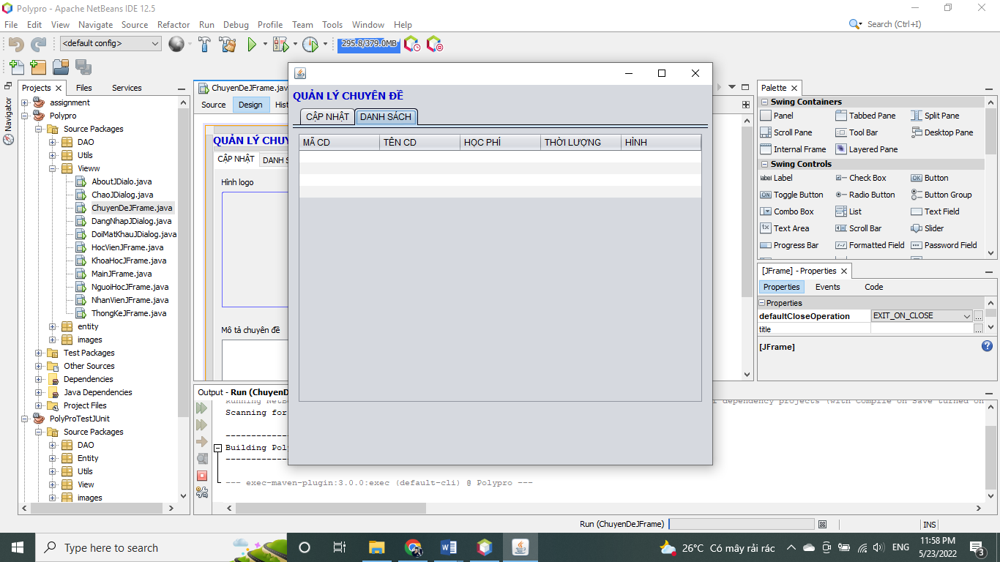 Polypro - Apache NetBeans IDE 12.5
File Edit View Navigate Source Refactor Run Debug Profile Team Tools Window Help
Search (Ctrl+I)
<default config>
295.8/379.0MB
Projects Files Services
Navigator
assignment
Polypro
Source Packages
DAO
Utils
Vieww
AboutJDialo.java
ChaoJDialog.java
ChuyenDeJFrame.java
DangNhapJDialog.java
DoiMatKhauJDialog.java
HocVienJFrame.java
KhoaHocJFrame.java
MainJFrame.java
NguoiHocJFrame.java
NhanVienJFrame.java
ThongKeJFrame.java
entity
images
Test Packages
Other Sources
Dependencies
Java Dependencies
Project Files
PolyProTestJUnit
Source Packages
DAO
Entity
Utils
View
images
ChuyenDeJFrame.java
Source Design Hist
QUẢN LÝ CHUY
CẬP NHẬT DANH S
Hình logo
Mô tả chuyên đề
QUẢN LÝ CHUYÊN ĐỀ
CẬP NHẬT DANH SÁCH
MÃ CD TÊN CD HỌC PHÍ THỜI LƯỢNG HÌNH
Palette
Swing Containers
Panel Tabbed Pane Split Pane
Scroll Pane Tool Bar Desktop Pane
Internal Frame Layered Pane
Swing Controls
label Label Check Box OK Button
ON Toggle Button Radio Button Button Group
Combo Box List Text Field
Text Area Scroll Bar Slider
Progress Bar Formatted Field Password Field
[JFrame] - Properties
Properties Events Code
Properties
defaultCloseOperation EXIT_ON_CLOSE ...
title ...
[JFrame]
Output - Run (ChuyenD
Running NetBe
dependency projects (with Compile on Save turned on
Scanning for
Building Pol
--- exec-maven-plugin:3.0.0:exec (default-cli) @ Polypro ---
Run (ChuyenDeJFrame)
INS
Type here to search
26°C Có mây rải rác
ENG
11:58 PM
5/23/2022
3